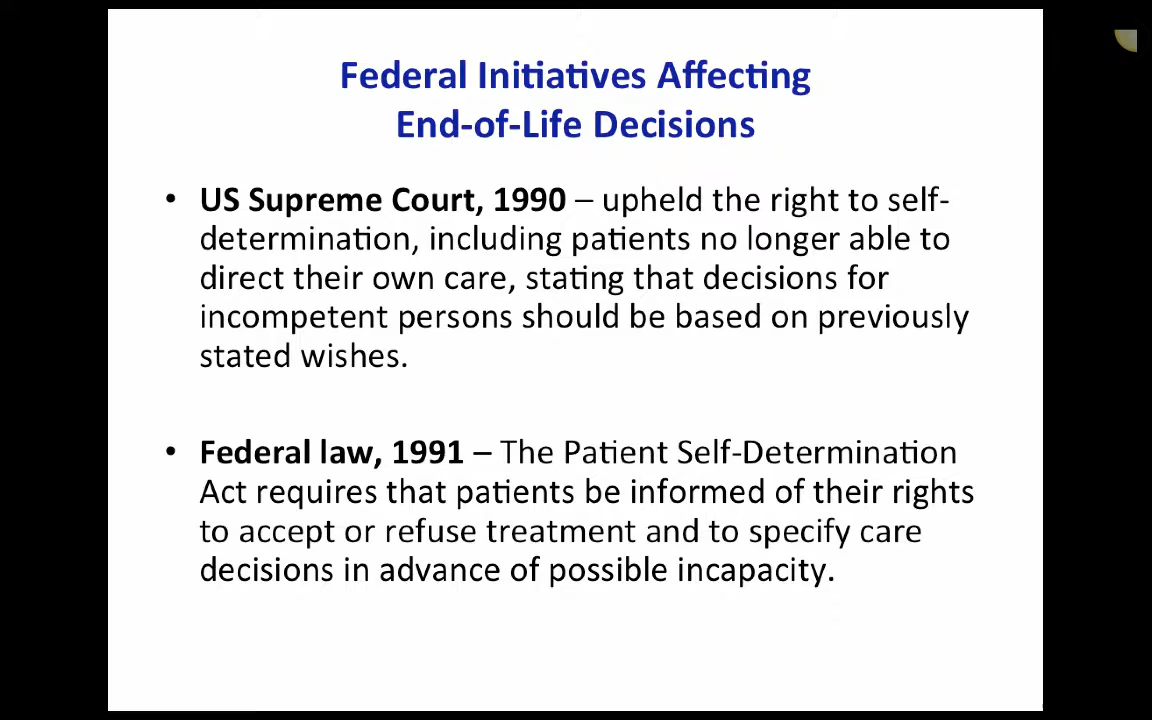 Federal Initiatives Affecting
End-of-Life Decisions
• US Supreme Court, 1990 – upheld the right to self-
determination, including patients no longer able to
direct their own care, stating that decisions for
incompetent persons should be based on previously
stated wishes.
• Federal law, 1991 – The Patient Self-Determination
Act requires that patients be informed of their rights
to accept or refuse treatment and to specify care
decisions in advance of possible incapacity.